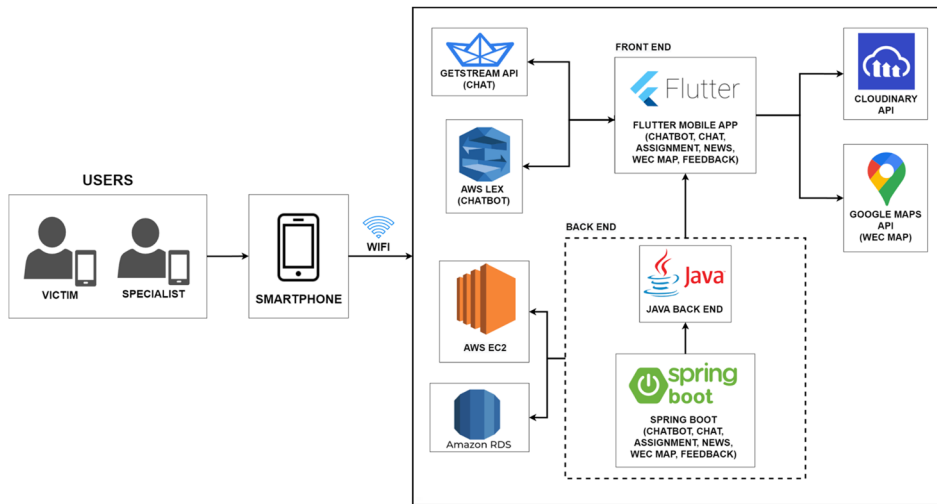 USERS
VICTIM
SPECIALIST
SMARTPHONE
WIFI
GETSTREAM API
(CHAT)
AWS LEX
(CHATBOT)
FRONT END
Flutter
FLUTTER MOBILE APP
(CHATBOT, CHAT,
ASSIGNMENT, NEWS,
WEC MAP, FEEDBACK)
CLOUDINARY
API
GOOGLE MAPS
API
(WEC MAP)
BACK END
Java
JAVA BACK END
AWS EC2
Amazon RDS
spring
boot
SPRING BOOT
(CHATBOT, CHAT,
ASSIGNMENT, NEWS,
WEC MAP, FEEDBACK)